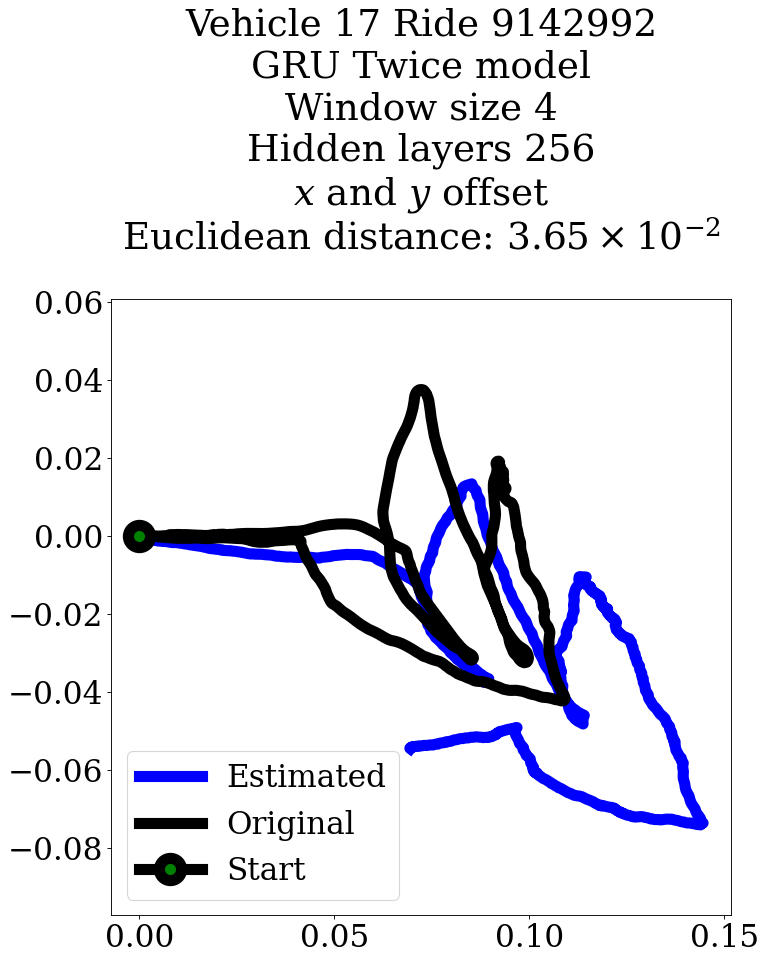 Vehicle 17 Ride 9142992
GRU Twice model
Window size 4
Hidden layers 256
x and y offset
Euclidean distance: 3.65 × 10⁻²
0.06
0.04
0.02
0.00
−0.02
−0.04
−0.06
−0.08
Estimated
Original
Start
0.00 0.05 0.10 0.15